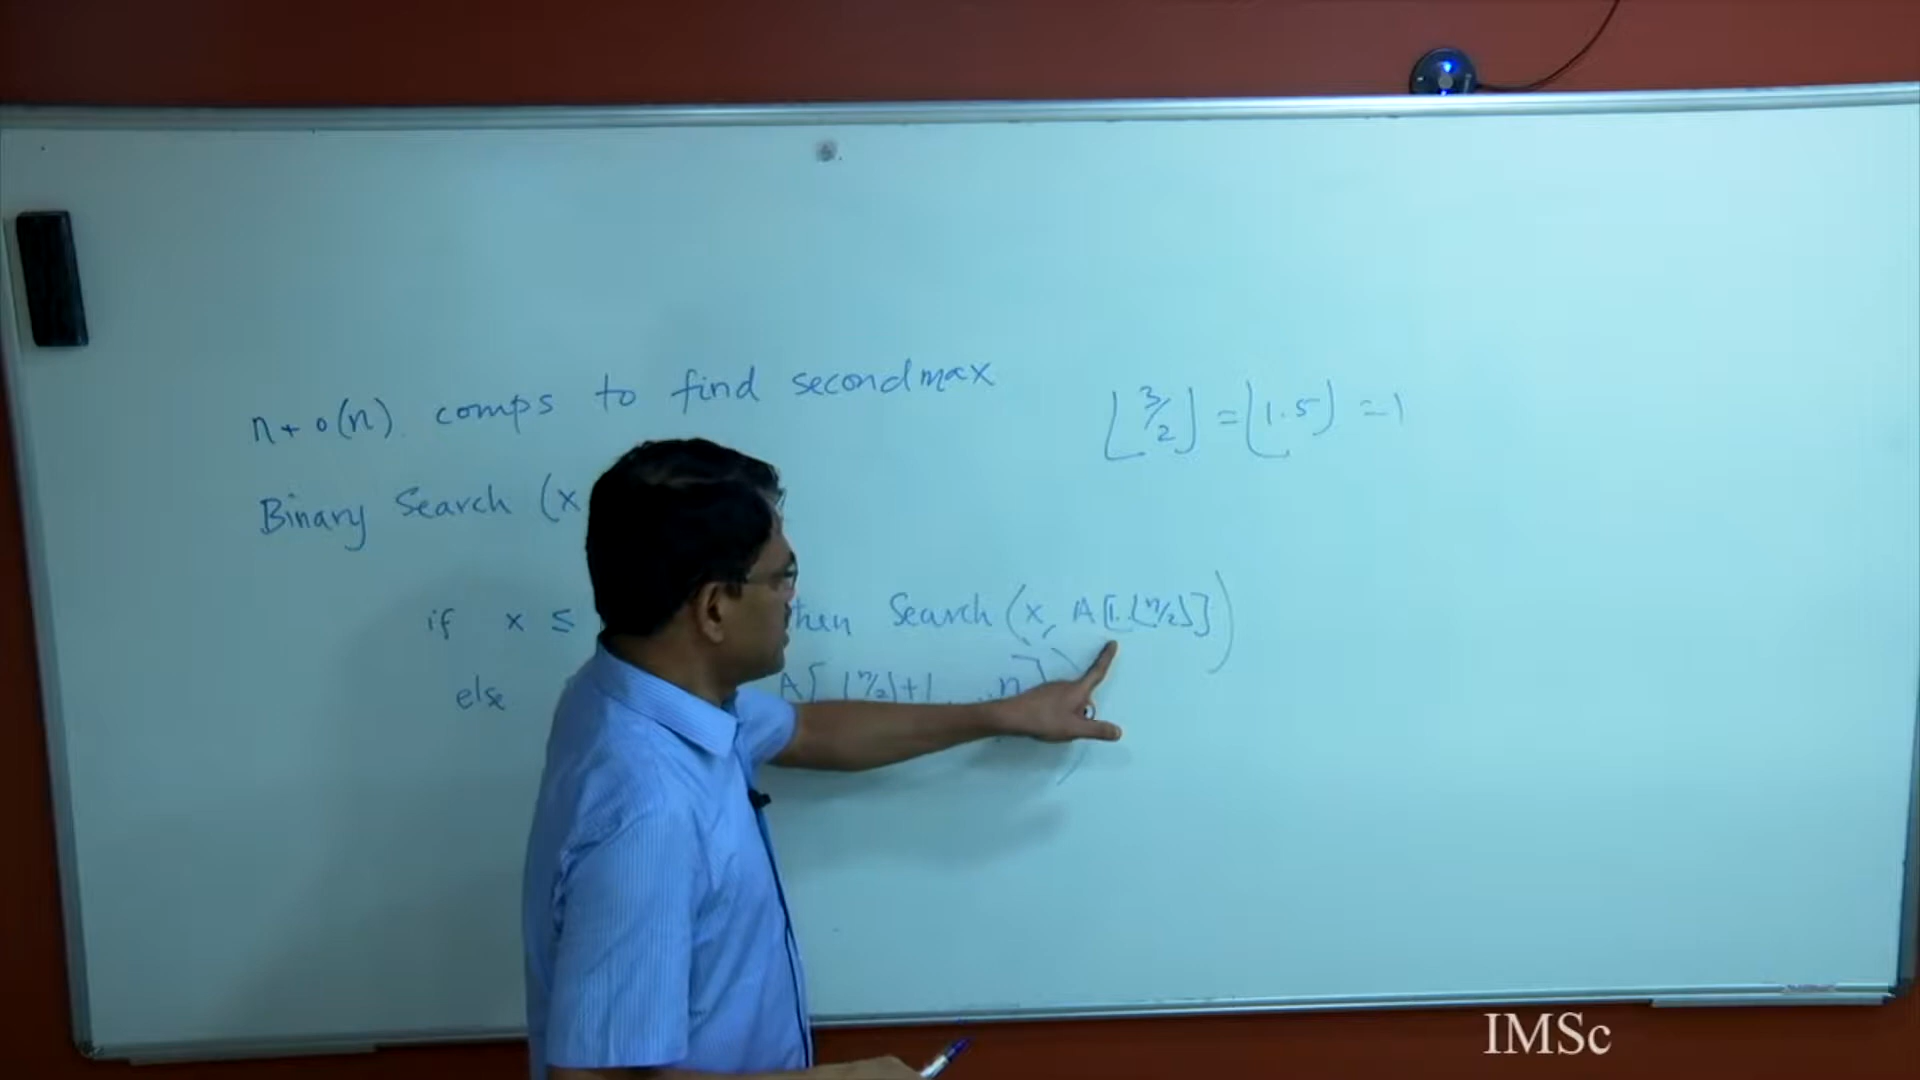 n + o(n) comps to find secondmax
⌊3/2⌋ = ⌊1.5⌋ = 1
Binary Search (x
if x ≤ then Search (x, A[1..⌊n/2⌋])
else A[⌊n/2⌋+1 ... n])
IMSc